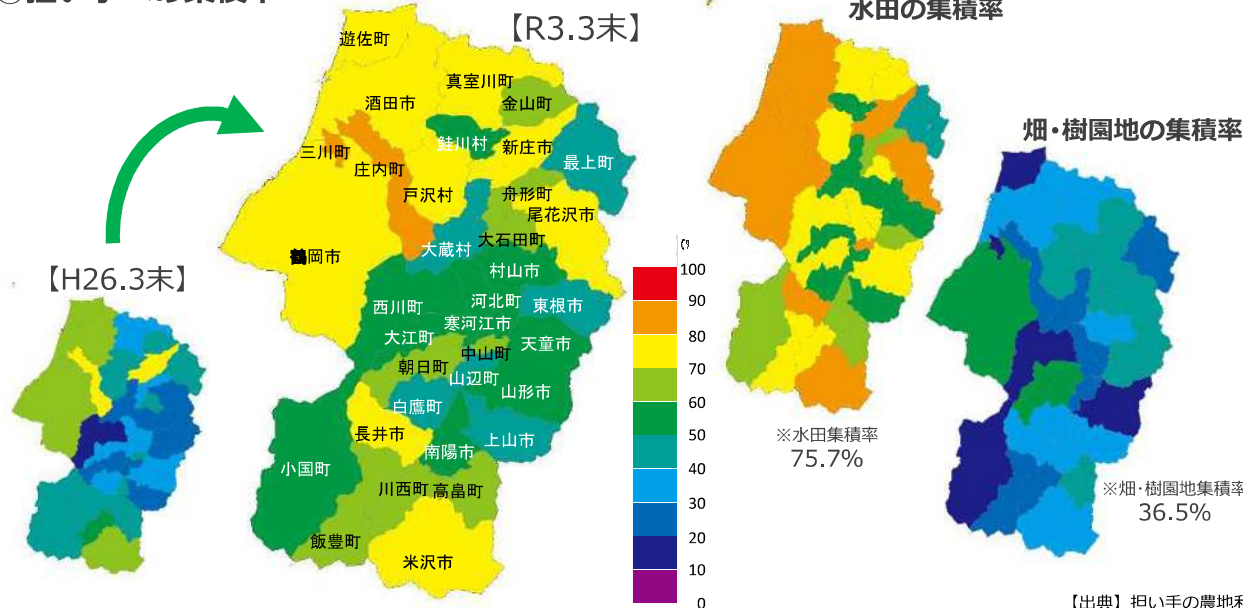 【R3.3末】
水田の集積率
遊佐町
真室川町
酒田市
金山町
三川町
鮭川村
新庄市
最上町
庄内町
戸沢村
舟形町
尾花沢市
鶴岡市
大蔵村
大石田町
村山市
西川町
河北町
東根市
寒河江市
大江町
天童市
中山町
朝日町
山辺町
山形市
白鷹町
長井市
南陽市
上山市
小国町
川西町
高畠町
飯豊町
米沢市
【H26.3末】
100
90
80
70
60
50
40
30
20
10
0
※水田集積率
75.7%
畑・樹園地の集積率
※畑・樹園地集積率
36.5%
【出典】担い手の農地利